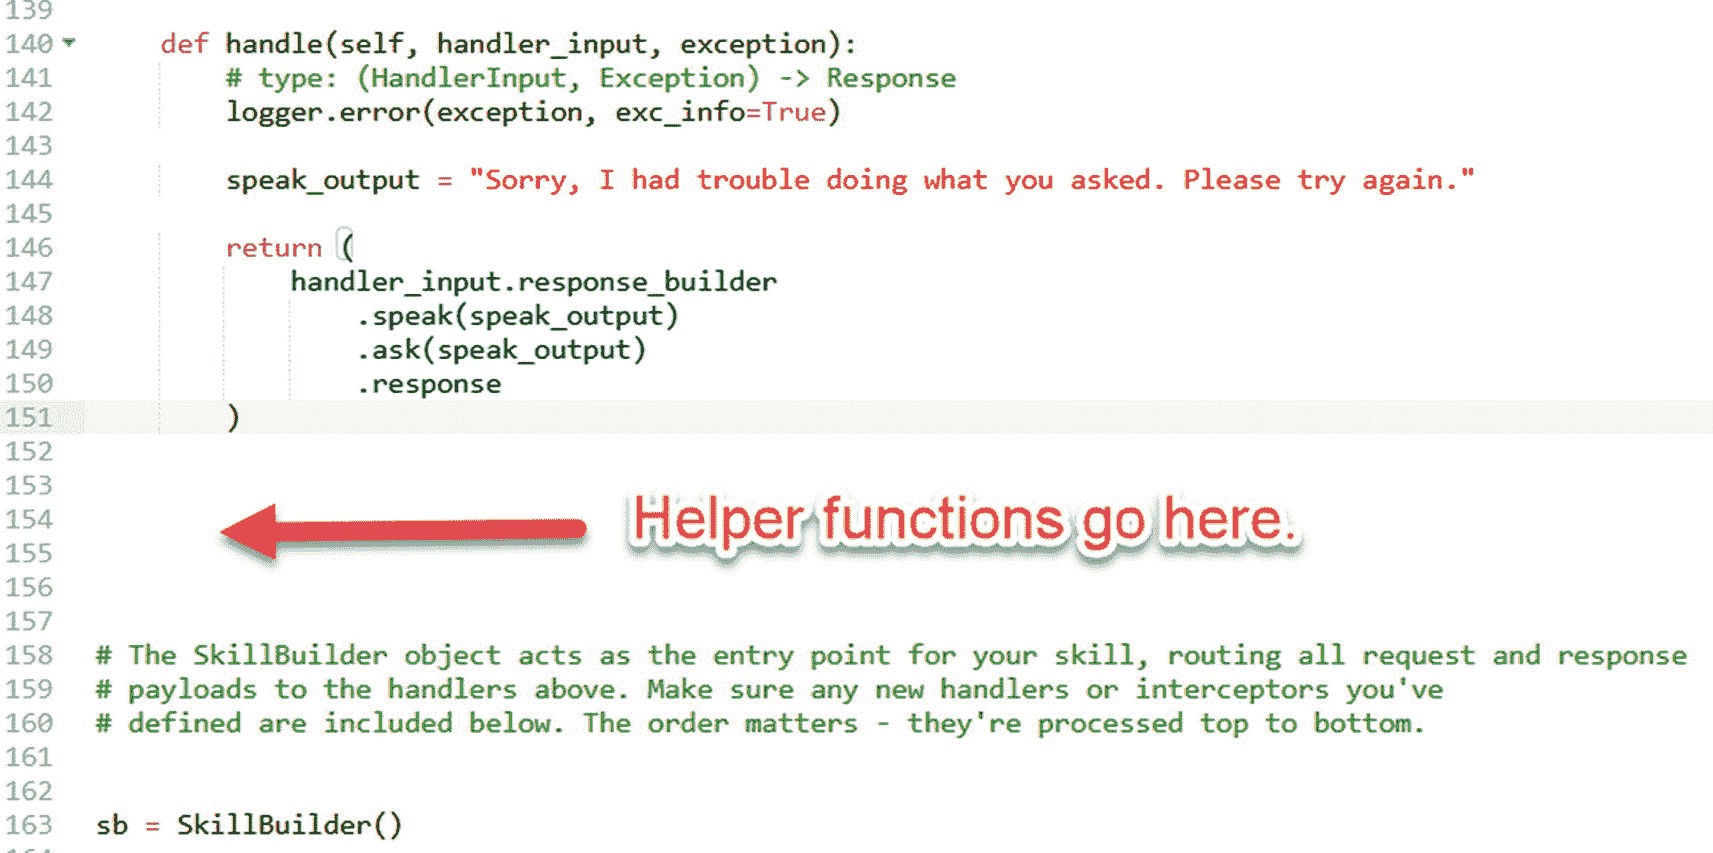 139
140 def handle(self, handler_input, exception):
141 # type: (HandlerInput, Exception) -> Response
142 logger.error(exception, exc_info=True)
143
144 speak_output = "Sorry, I had trouble doing what you asked. Please try again."
145
146 return (
147 handler_input.response_builder
148 .speak(speak_output)
149 .ask(speak_output)
150 .response
151 )
152
153
154 Helper functions go here.
155
156
157
158 # The SkillBuilder object acts as the entry point for your skill, routing all request and response
159 # payloads to the handlers above. Make sure any new handlers or interceptors you've
160 # defined are included below. The order matters - they're processed top to bottom.
161
162
163 sb = SkillBuilder()
164